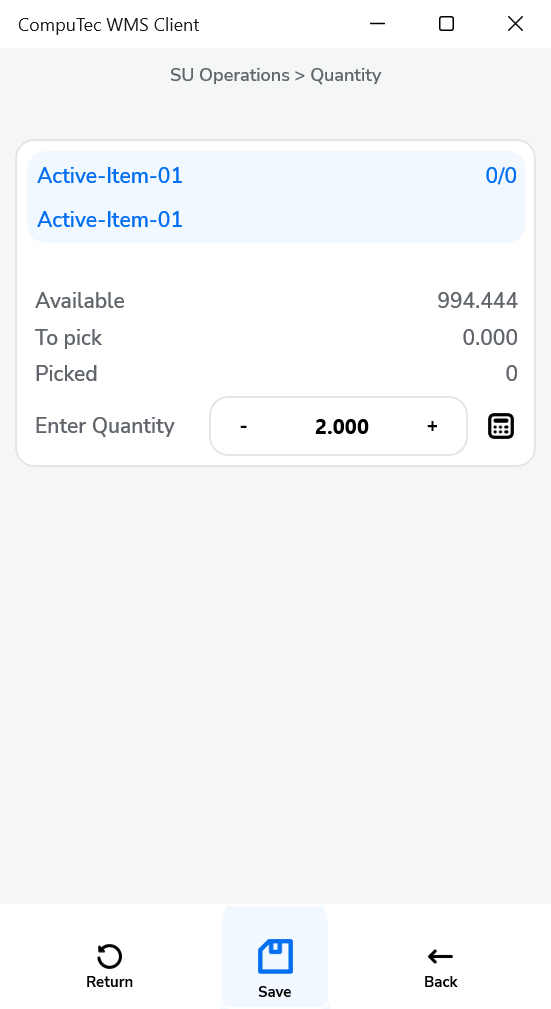 CompuTec WMS Client
SU Operations > Quantity
Active-Item-01 0/0
Active-Item-01
Available 994.444
To pick 0.000
Picked 0
Enter Quantity - 2.000 +
Return Save Back